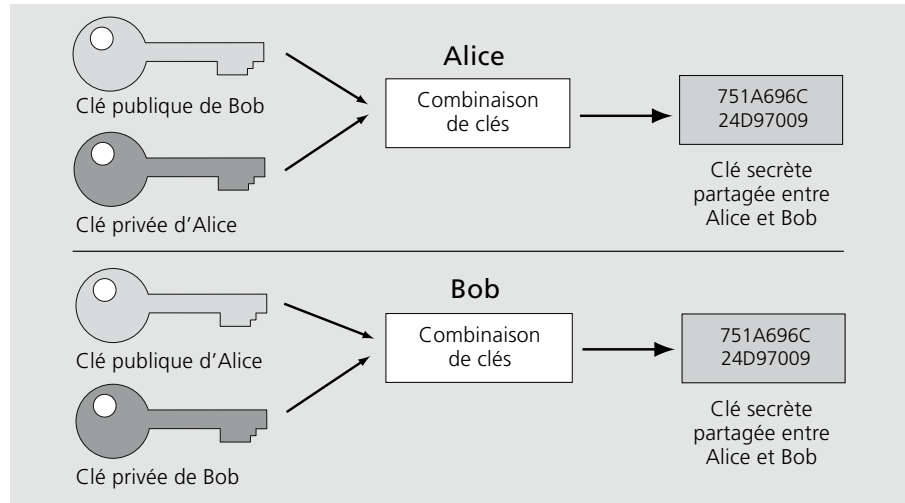 Alice
Clé publique de Bob
Clé privée d'Alice
Combinaison
de clés
751A696C
24D97009
Clé secrète
partagée entre
Alice et Bob
Bob
Clé publique d'Alice
Clé privée de Bob
Combinaison
de clés
751A696C
24D97009
Clé secrète
partagée entre
Alice et Bob